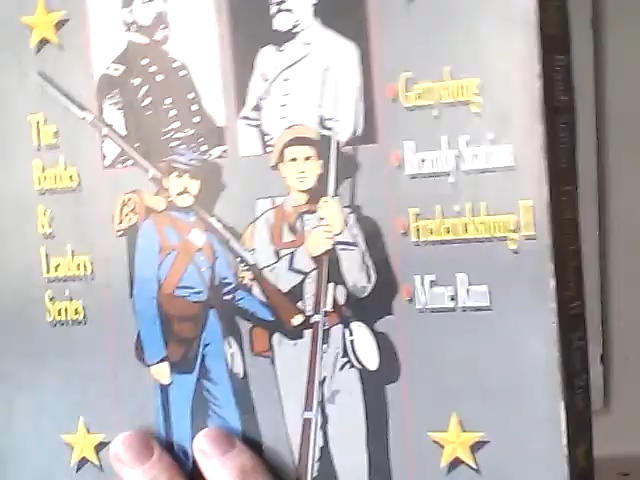 The
Battles
&
Leaders
Series
Gettysburg
Brandy Station
Fredericksburg II
Mine Run